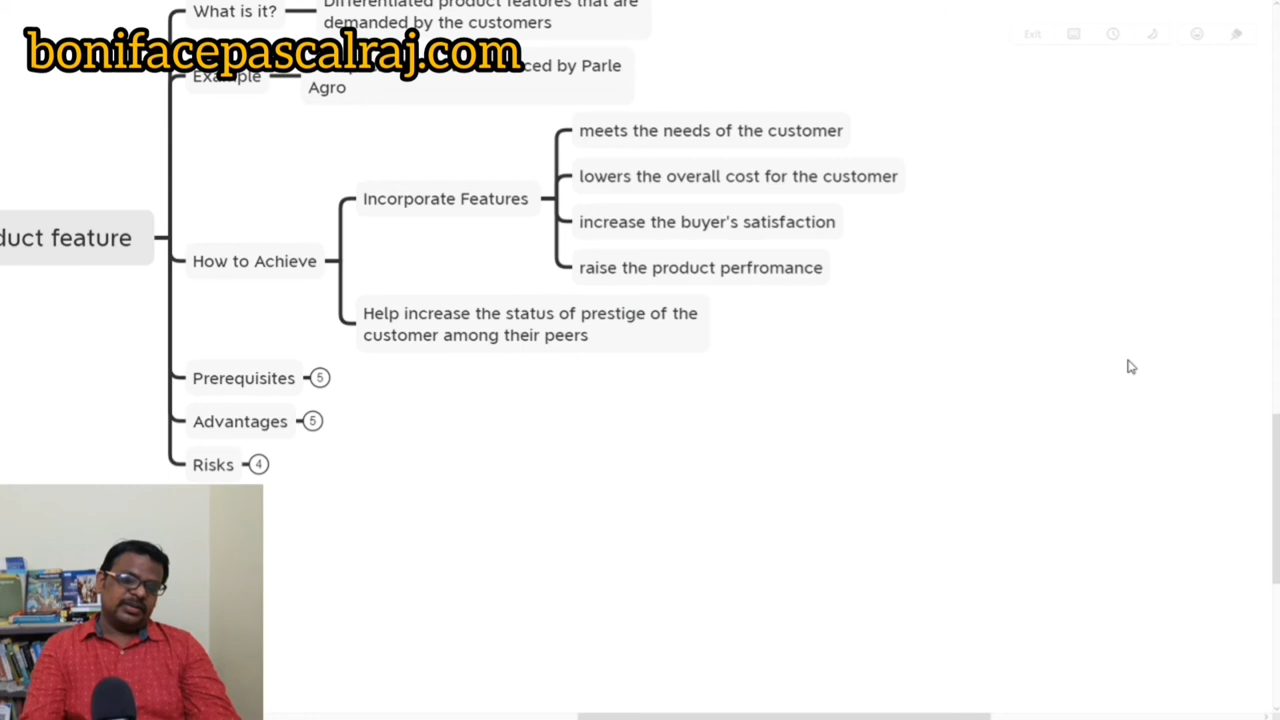 What is it?
Differentiated product features that are
demanded by the customers
bonifacepascalraj.com
Example
ced by Parle
Agro
meets the needs of the customer
lowers the overall cost for the customer
Incorporate Features
increase the buyer's satisfaction
duct feature
How to Achieve
raise the product perfromance
Help increase the status of prestige of the
customer among their peers
Prerequisites 5
Advantages 5
Risks 4
Exit